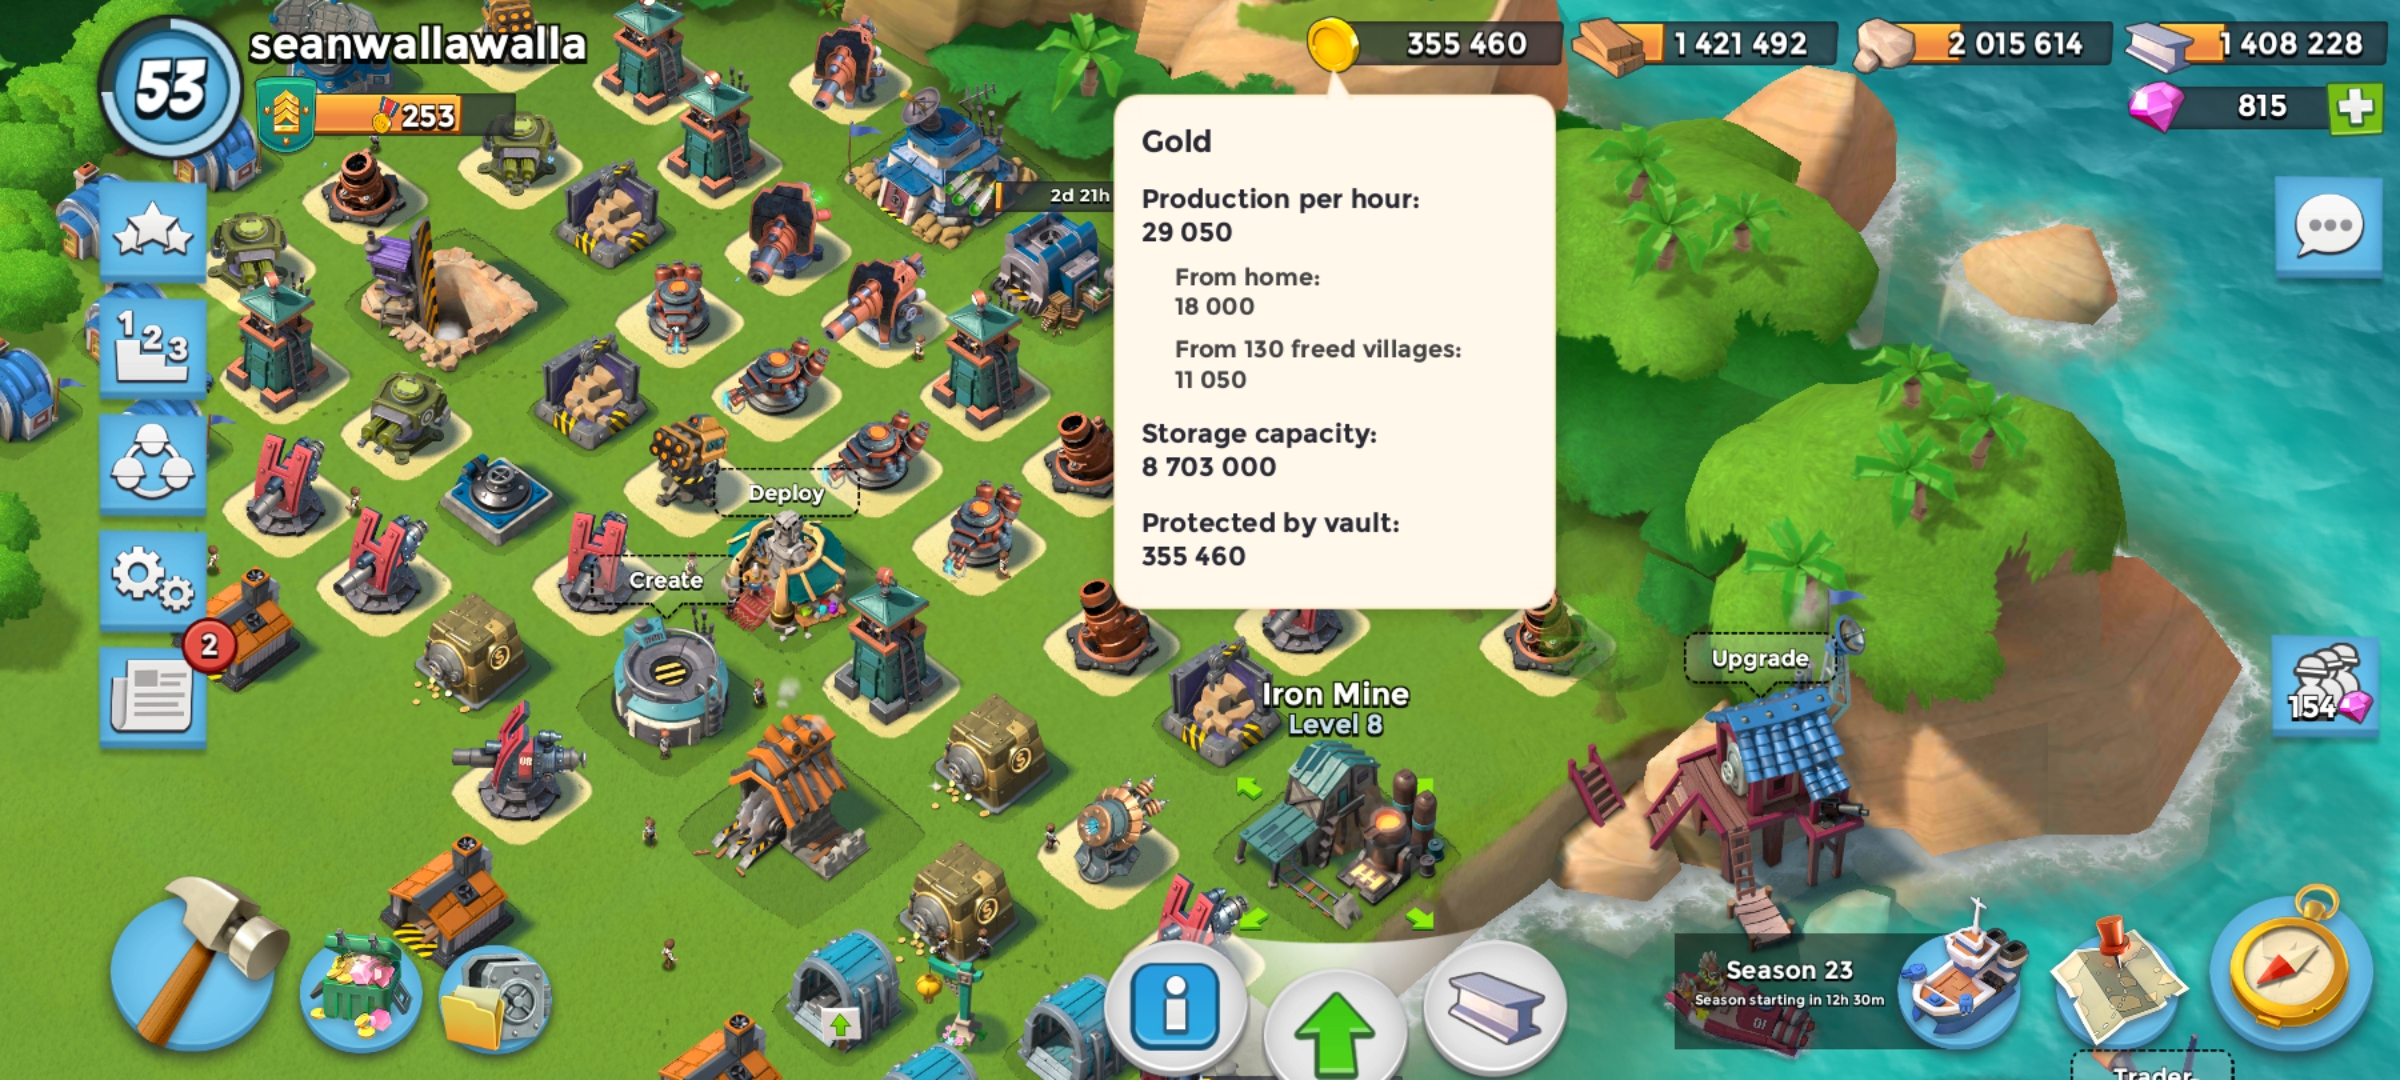 53
seanwallawalla
253
355 460
1 421 492
2 015 614
1 408 228
815
Gold
Production per hour:
29 050
From home:
18 000
From 130 freed villages:
11 050
Storage capacity:
8 703 000
Protected by vault:
355 460
2d 21h
1 2 3
Deploy
Create
2
Upgrade
154
Iron Mine
Level 8
Season 23
Season starting in 12h 30m
Trader